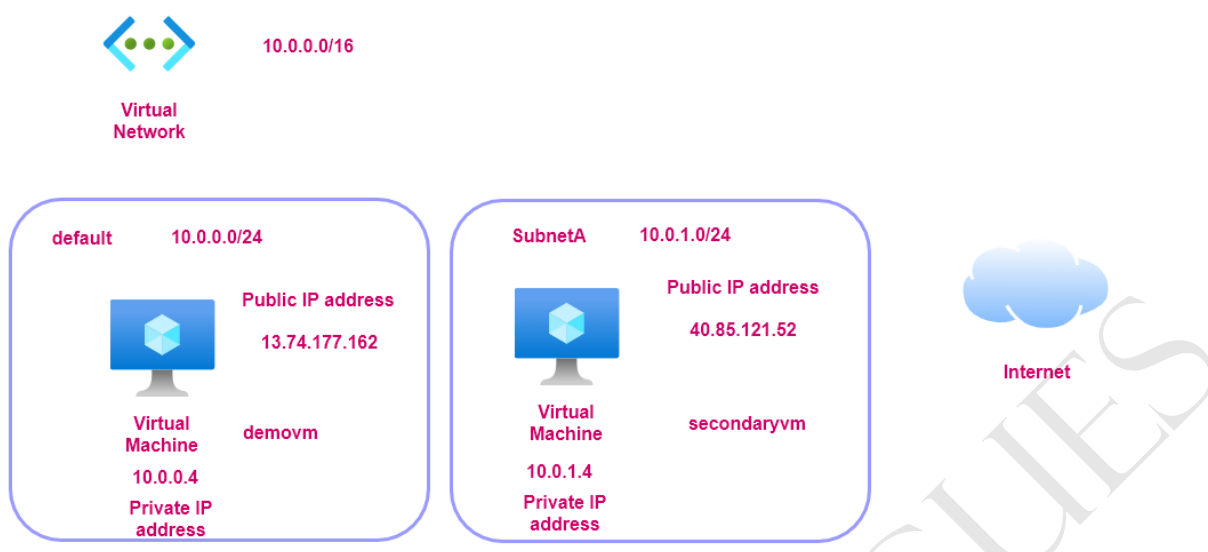 10.0.0.0/16
Virtual
Network
default 10.0.0.0/24
Public IP address
13.74.177.162
Virtual
Machine
demovm
10.0.0.4
Private IP
address
SubnetA 10.0.1.0/24
Public IP address
40.85.121.52
Virtual
Machine
secondaryvm
10.0.1.4
Private IP
address
Internet